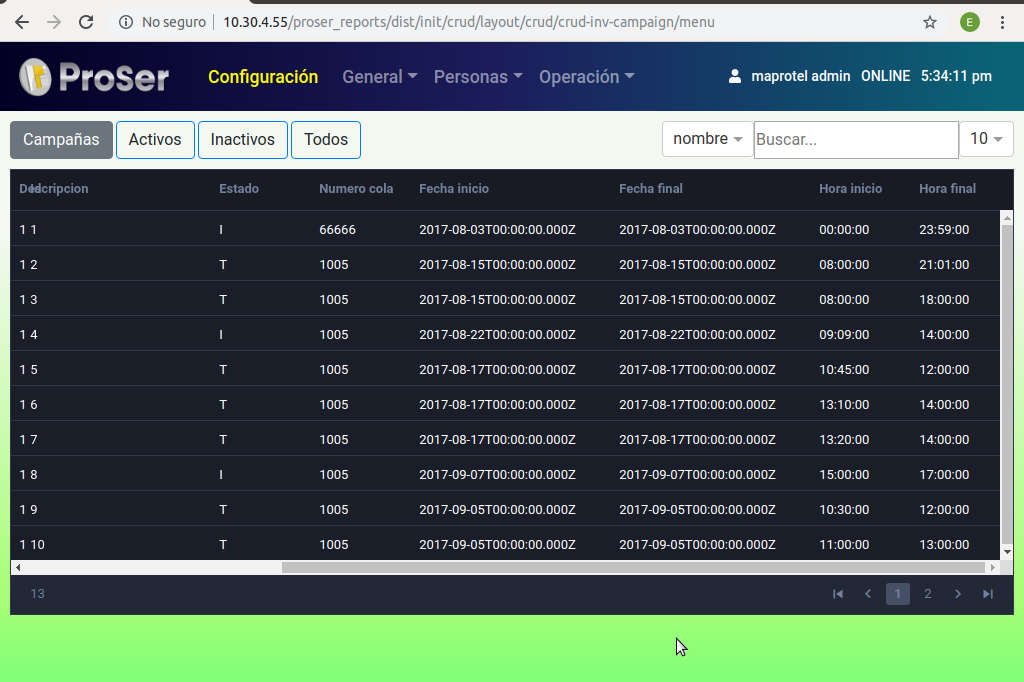 No seguro | 10.30.4.55/proser_reports/dist/init/crud/layout/crud/crud-inv-campaign/menu E
ProSer Configuración General Personas Operación maprotel admin ONLINE 5:34:11 pm
Campañas Activos Inactivos Todos nombre Buscar... 10
Id Descripcion Estado Numero cola Fecha inicio Fecha final Hora inicio Hora final
1 1 I 66666 2017-08-03T00:00:00.000Z 2017-08-03T00:00:00.000Z 00:00:00 23:59:00
1 2 T 1005 2017-08-15T00:00:00.000Z 2017-08-15T00:00:00.000Z 08:00:00 21:01:00
1 3 T 1005 2017-08-15T00:00:00.000Z 2017-08-15T00:00:00.000Z 08:00:00 18:00:00
1 4 I 1005 2017-08-22T00:00:00.000Z 2017-08-22T00:00:00.000Z 09:09:00 14:00:00
1 5 T 1005 2017-08-17T00:00:00.000Z 2017-08-17T00:00:00.000Z 10:45:00 12:00:00
1 6 T 1005 2017-08-17T00:00:00.000Z 2017-08-17T00:00:00.000Z 13:10:00 14:00:00
1 7 T 1005 2017-08-17T00:00:00.000Z 2017-08-17T00:00:00.000Z 13:20:00 14:00:00
1 8 I 1005 2017-09-07T00:00:00.000Z 2017-09-07T00:00:00.000Z 15:00:00 17:00:00
1 9 T 1005 2017-09-05T00:00:00.000Z 2017-09-05T00:00:00.000Z 10:30:00 12:00:00
1 10 T 1005 2017-09-05T00:00:00.000Z 2017-09-05T00:00:00.000Z 11:00:00 13:00:00
13 1 2